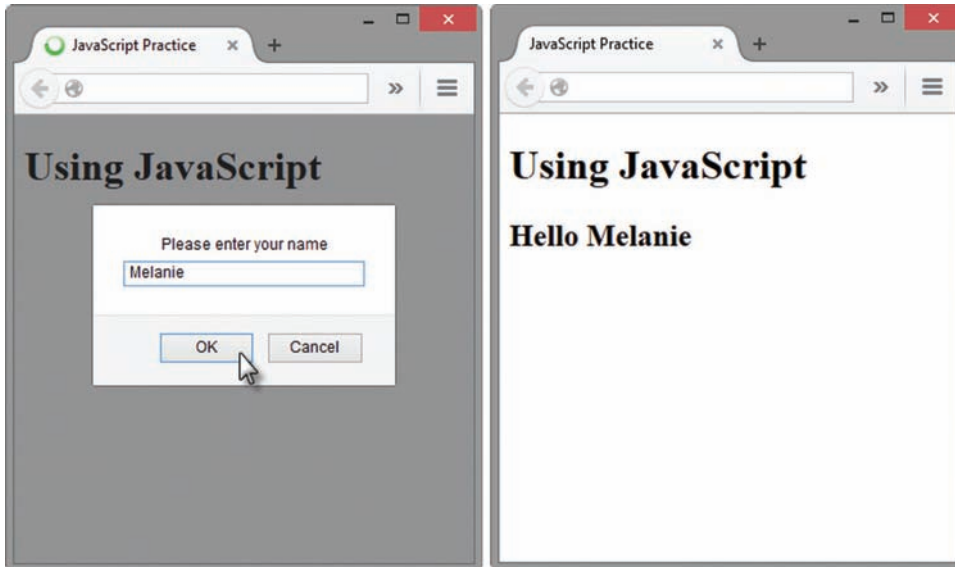 JavaScript Practice
Using JavaScript
Please enter your name
Melanie
OK
Cancel
JavaScript Practice
Using JavaScript
Hello Melanie